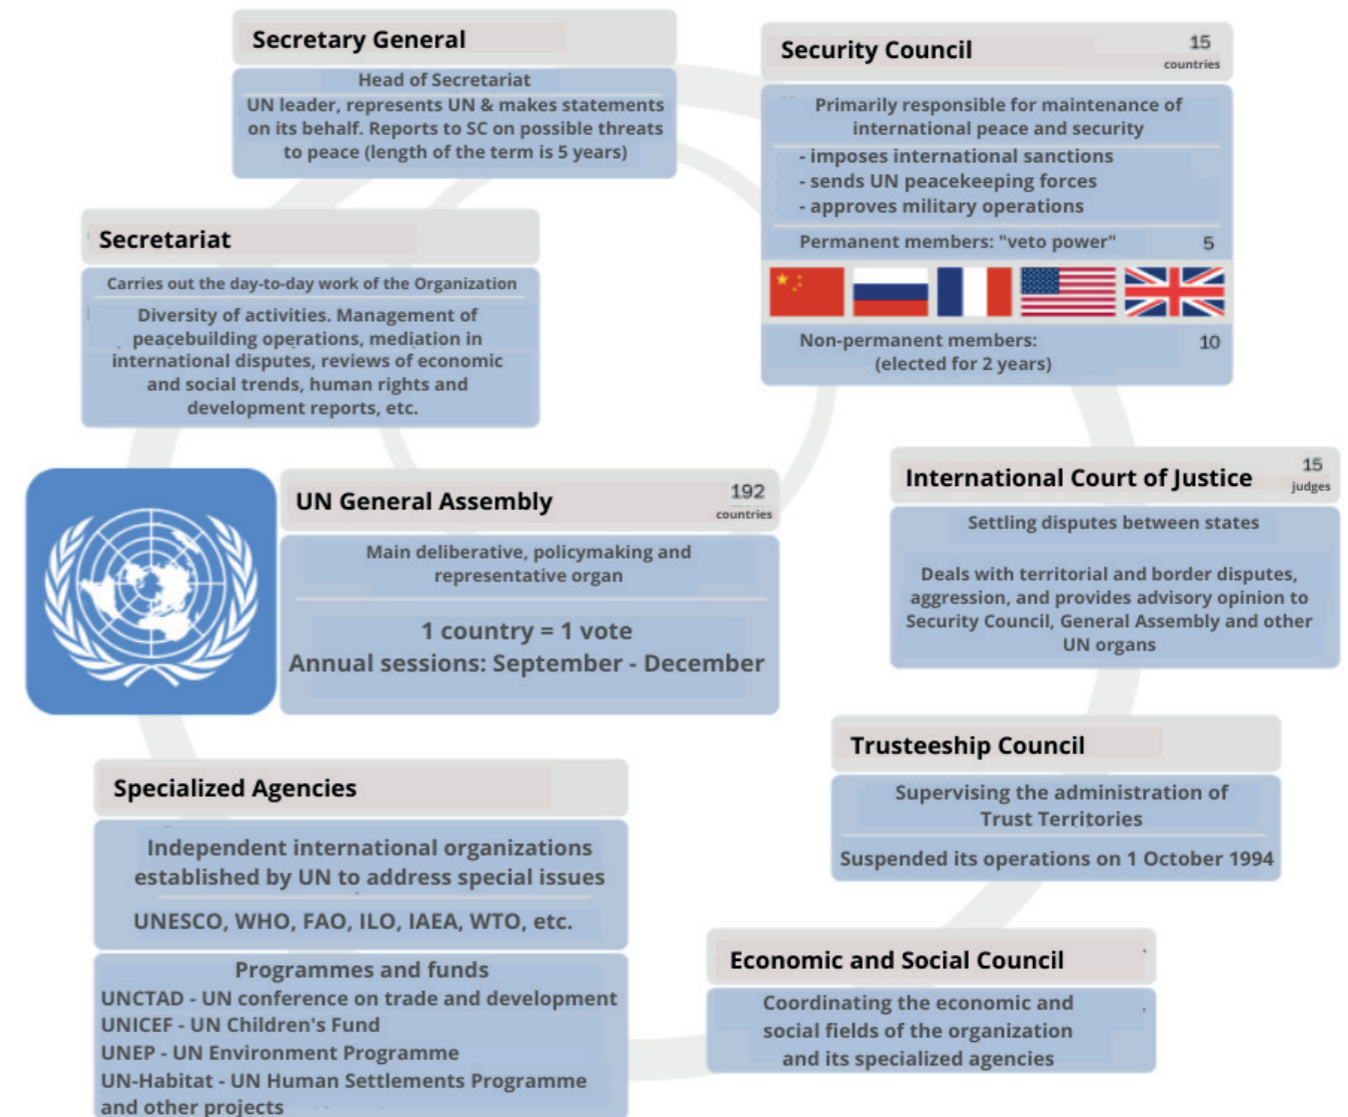 Secretary General
Head of Secretariat
UN leader, represents UN & makes statements
on its behalf. Reports to SC on possible threats
to peace (length of the term is 5 years)
Security Council
15
countries
Primarily responsible for maintenance of
international peace and security
- imposes international sanctions
- sends UN peacekeeping forces
- approves military operations
Permanent members: "veto power" 5
Non-permanent members: 10
(elected for 2 years)
Secretariat
Carries out the day-to-day work of the Organization
Diversity of activities. Management of
peacebuilding operations, mediation in
international disputes, reviews of economic
and social trends, human rights and
development reports, etc.
UN General Assembly
192
countries
Main deliberative, policymaking and
representative organ
1 country = 1 vote
Annual sessions: September - December
International Court of Justice
15
judges
Settling disputes between states
Deals with territorial and border disputes,
aggression, and provides advisory opinion to
Security Council, General Assembly and other
UN organs
Trusteeship Council
Supervising the administration of
Trust Territories
Suspended its operations on 1 October 1994
Specialized Agencies
Independent international organizations
established by UN to address special issues
UNESCO, WHO, FAO, ILO, IAEA, WTO, etc.
Programmes and funds
UNCTAD - UN conference on trade and development
UNICEF - UN Children's Fund
UNEP - UN Environment Programme
UN-Habitat - UN Human Settlements Programme
and other projects
Economic and Social Council
Coordinating the economic and
social fields of the organization
and its specialized agencies